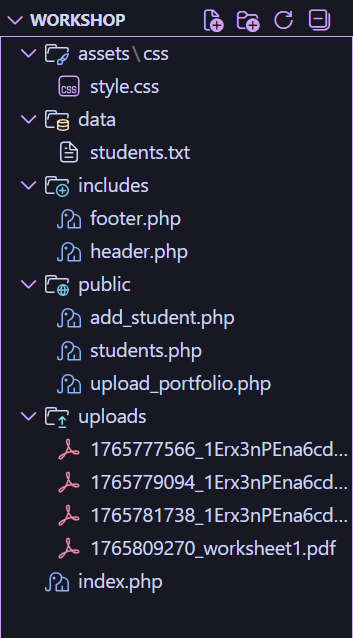 WORKSHOP
assets\css
style.css
data
students.txt
includes
footer.php
header.php
public
add_student.php
students.php
upload_portfolio.php
uploads
1765777566_1Erx3nPEna6cd...
1765779094_1Erx3nPEna6cd...
1765781738_1Erx3nPEna6cd...
1765809270_worksheet1.pdf
index.php